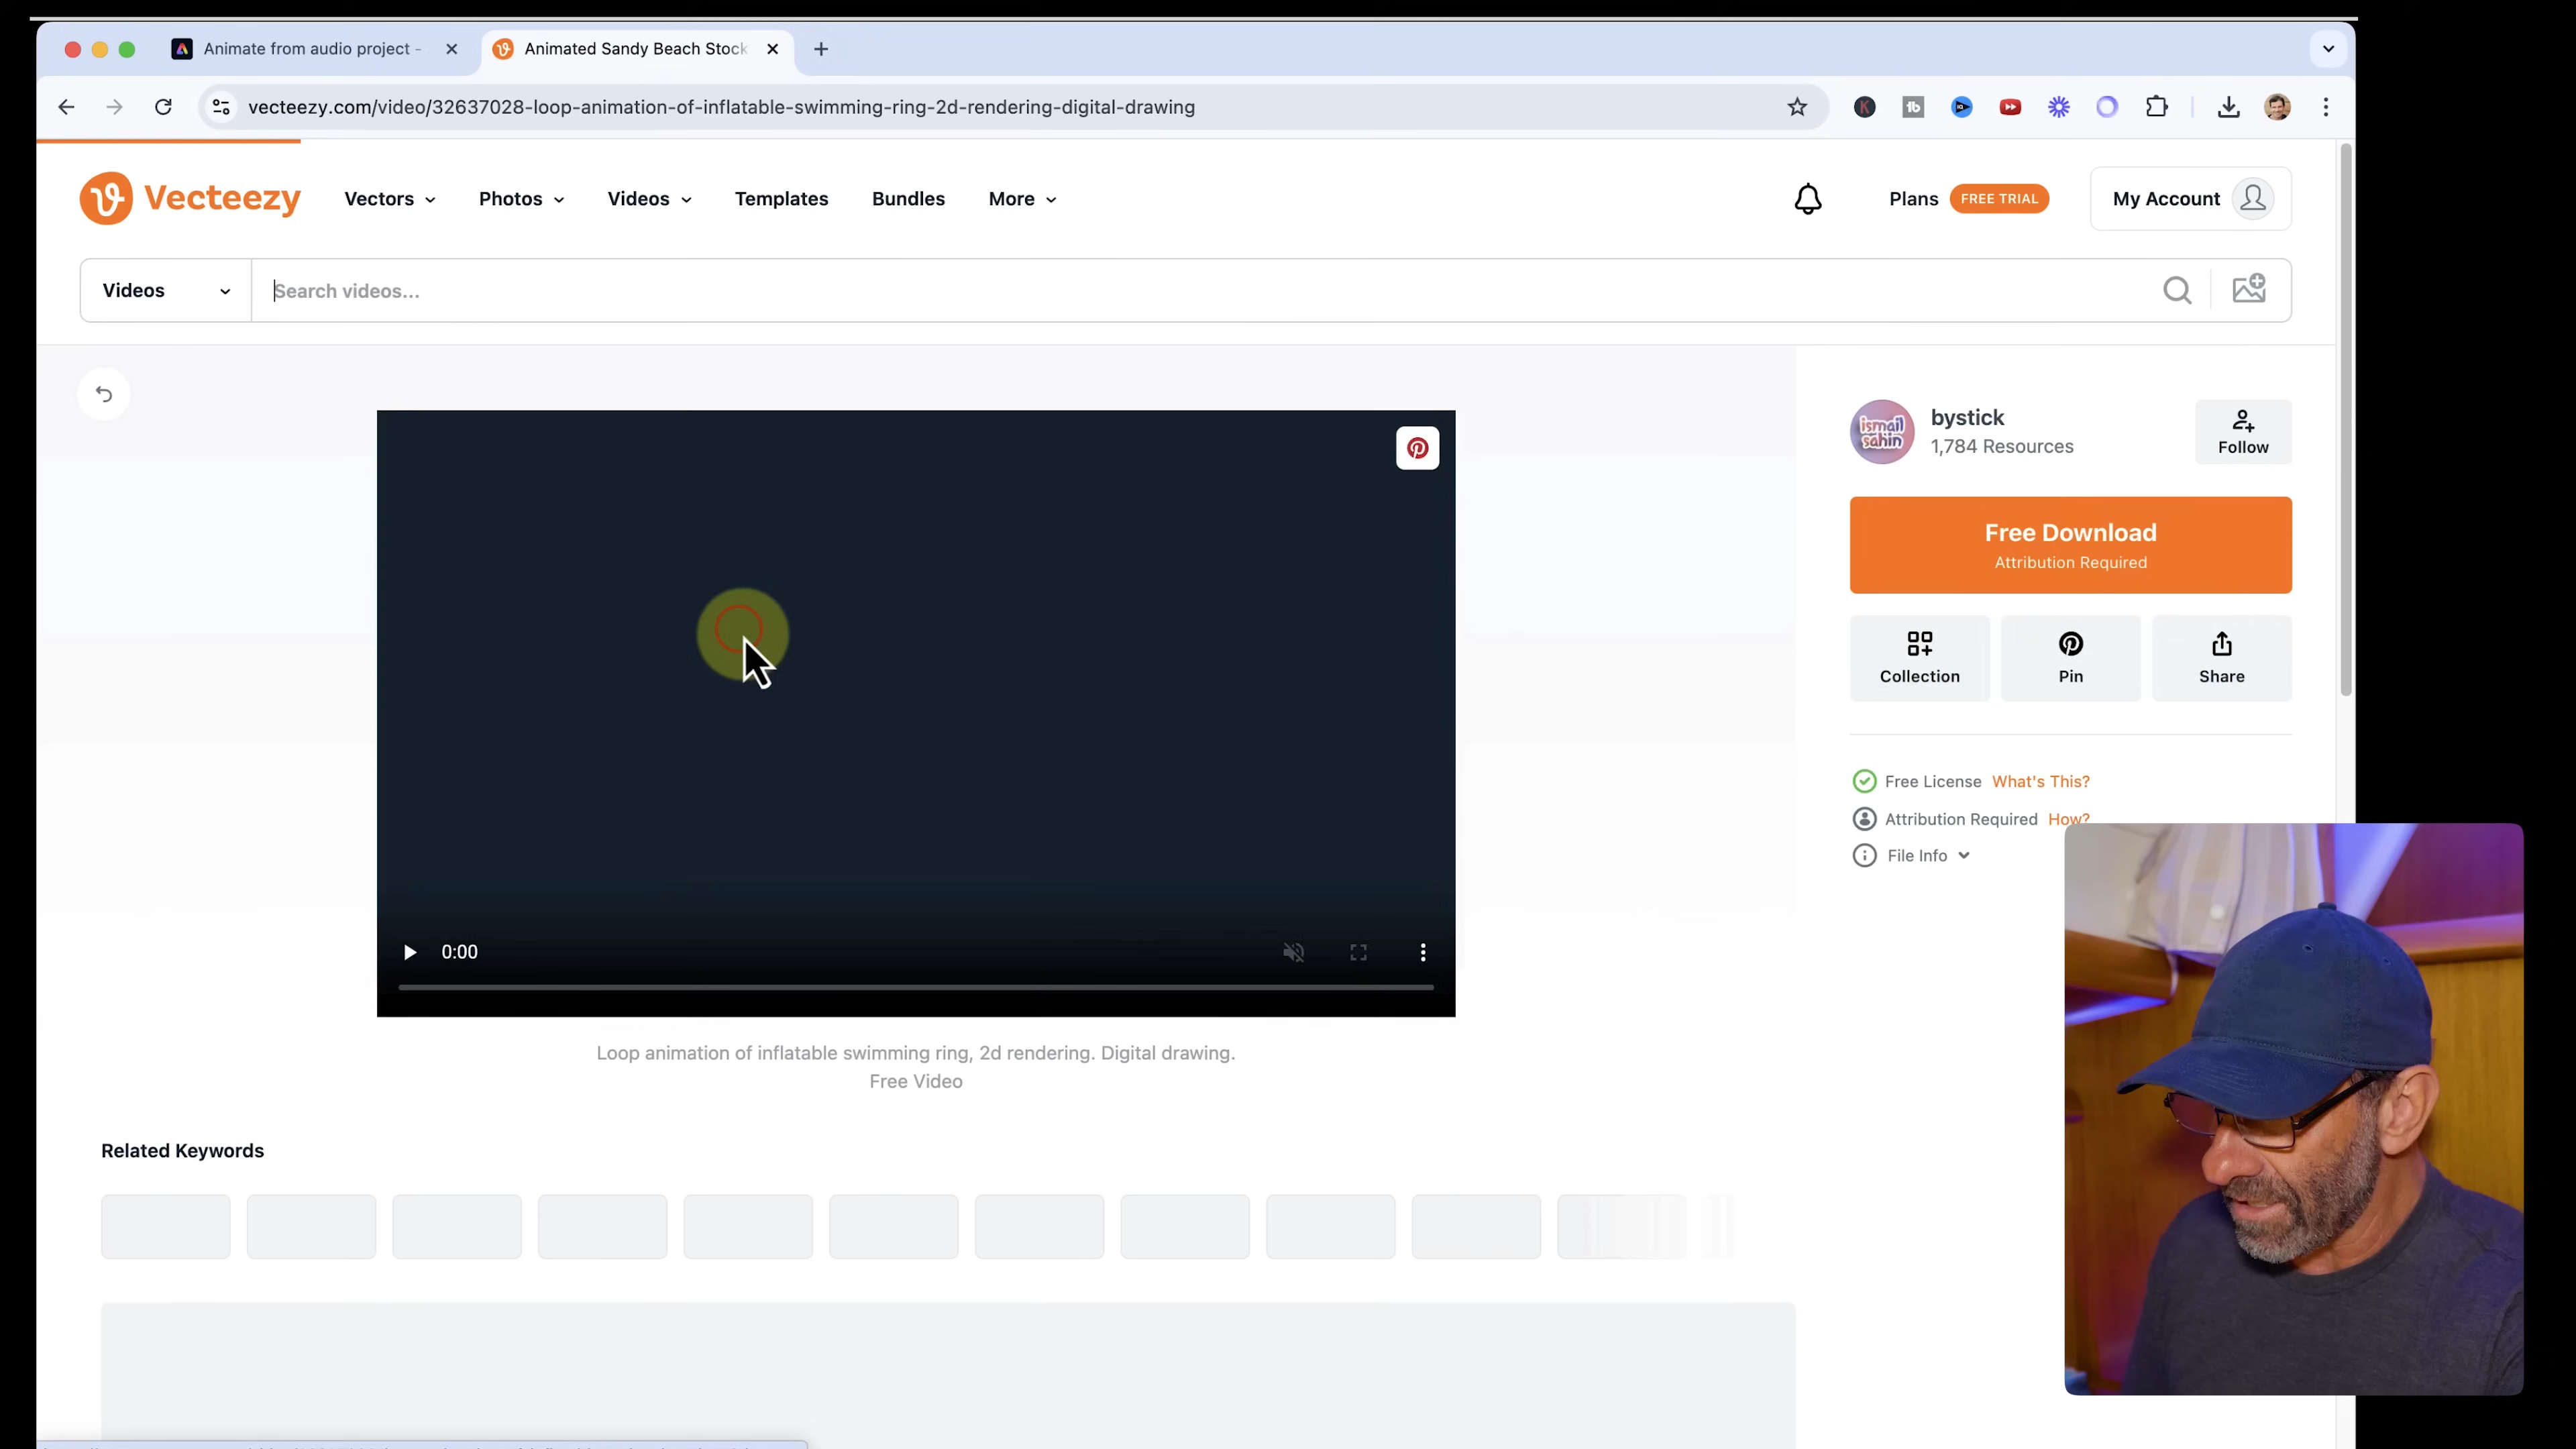 Animate from audio project -
Animated Sandy Beach Stock
vecteezy.com/video/32637028-loop-animation-of-inflatable-swimming-ring-2d-rendering-digital-drawing
Vecteezy
Vectors
Photos
Videos
Templates
Bundles
More
Plans
FREE TRIAL
My Account
Videos
Search videos...
ismail
sahin
bystick
1,784 Resources
Follow
Free Download
Attribution Required
Collection
Pin
Share
Free License What's This?
Attribution Required How?
File Info
0:00
Loop animation of inflatable swimming ring, 2d rendering. Digital drawing.
Free Video
Related Keywords